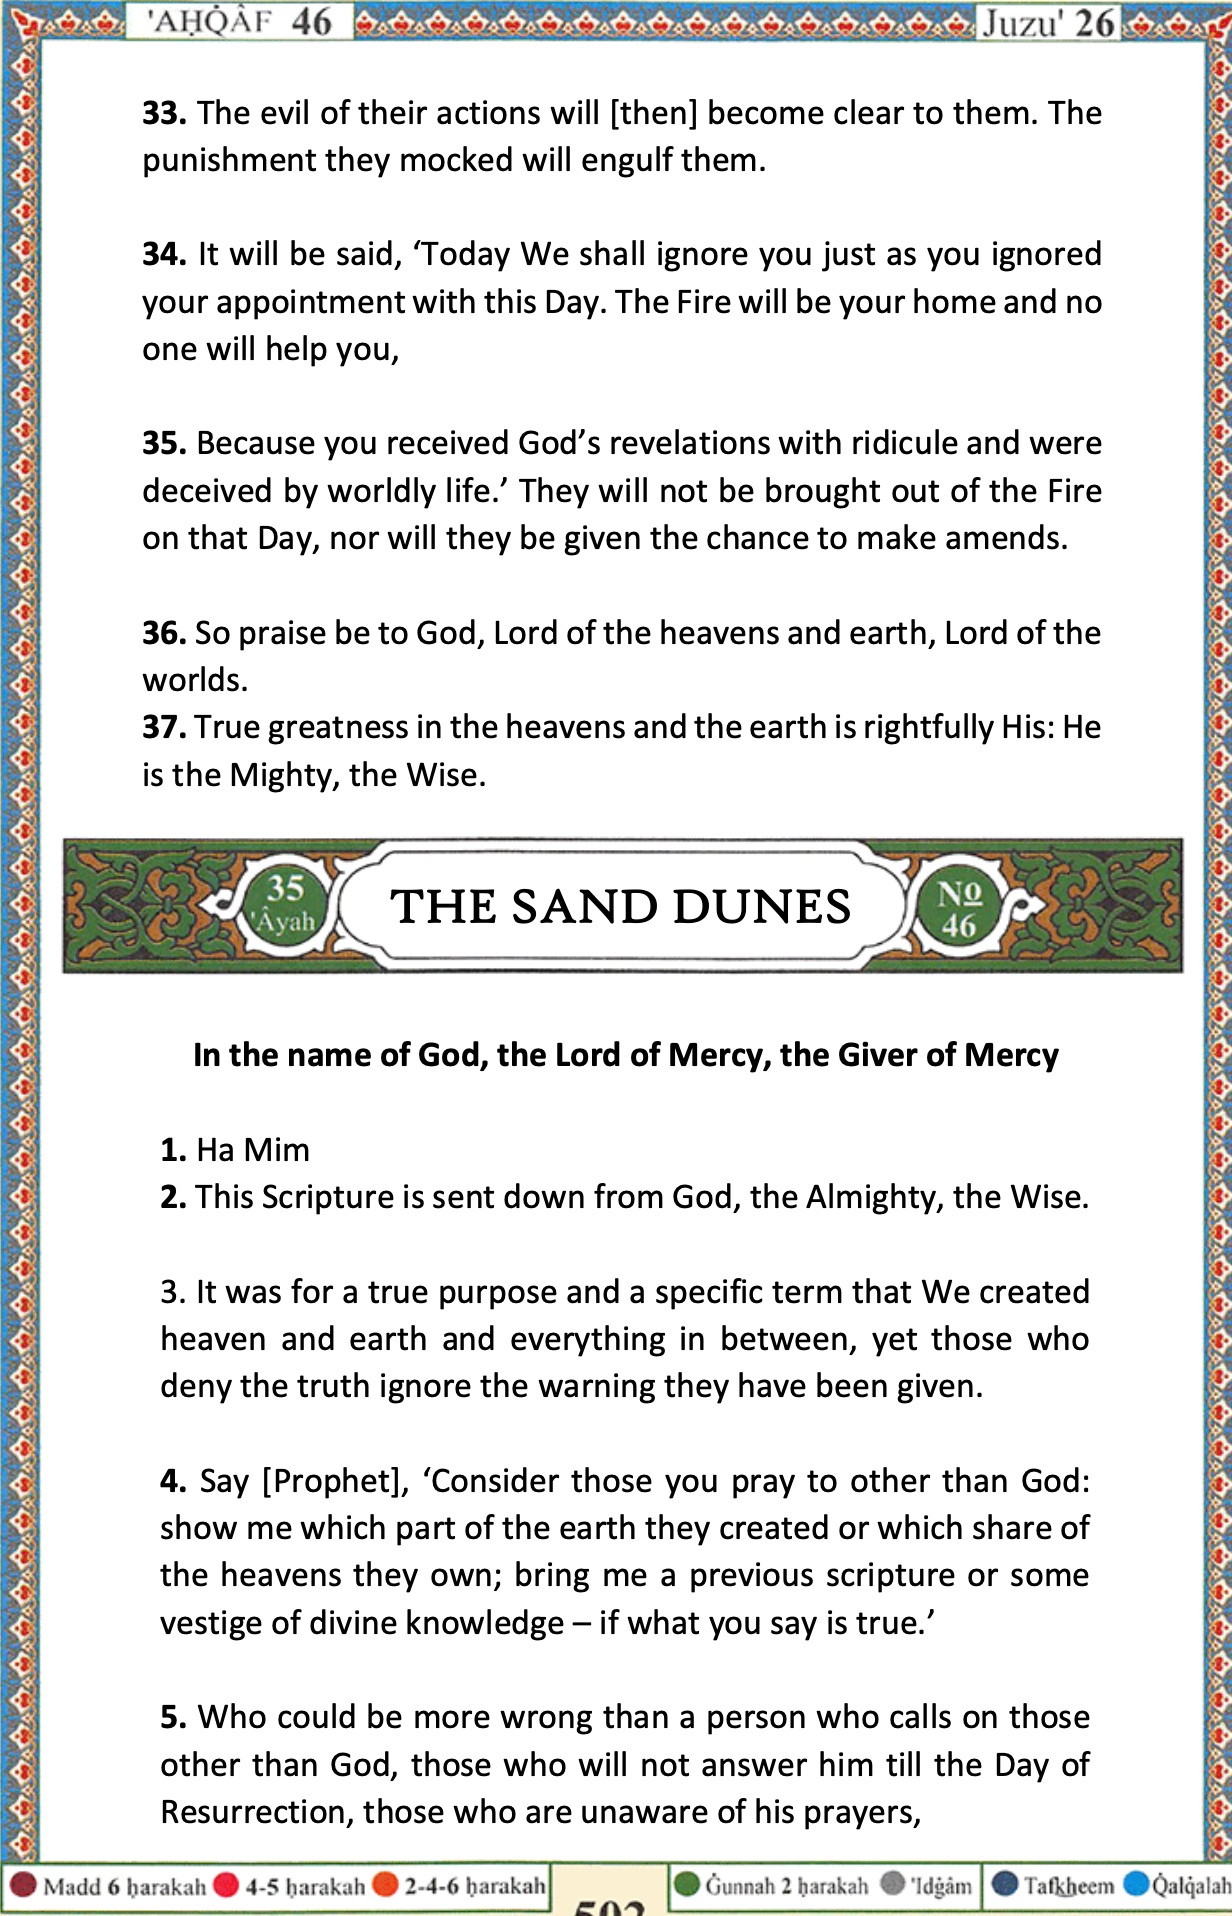 'AḤQ̇ÂF 46
Juzu' 26
33. The evil of their actions will [then] become clear to them. The
punishment they mocked will engulf them.
34. It will be said, ‘Today We shall ignore you just as you ignored
your appointment with this Day. The Fire will be your home and no
one will help you,
35. Because you received God’s revelations with ridicule and were
deceived by worldly life.’ They will not be brought out of the Fire
on that Day, nor will they be given the chance to make amends.
36. So praise be to God, Lord of the heavens and earth, Lord of the
worlds.
37. True greatness in the heavens and the earth is rightfully His: He
is the Mighty, the Wise.
35
'Âyah
THE SAND DUNES
No
46
In the name of God, the Lord of Mercy, the Giver of Mercy
1. Ha Mim
2. This Scripture is sent down from God, the Almighty, the Wise.
3. It was for a true purpose and a specific term that We created
heaven and earth and everything in between, yet those who
deny the truth ignore the warning they have been given.
4. Say [Prophet], ‘Consider those you pray to other than God:
show me which part of the earth they created or which share of
the heavens they own; bring me a previous scripture or some
vestige of divine knowledge – if what you say is true.’
5. Who could be more wrong than a person who calls on those
other than God, those who will not answer him till the Day of
Resurrection, those who are unaware of his prayers,
Madd 6 ḥarakah 4-5 ḥarakah 2-4-6 ḥarakah
Ġunnah 2 ḥarakah 'Idġâm
Tafkheem Q̇alq̇alah